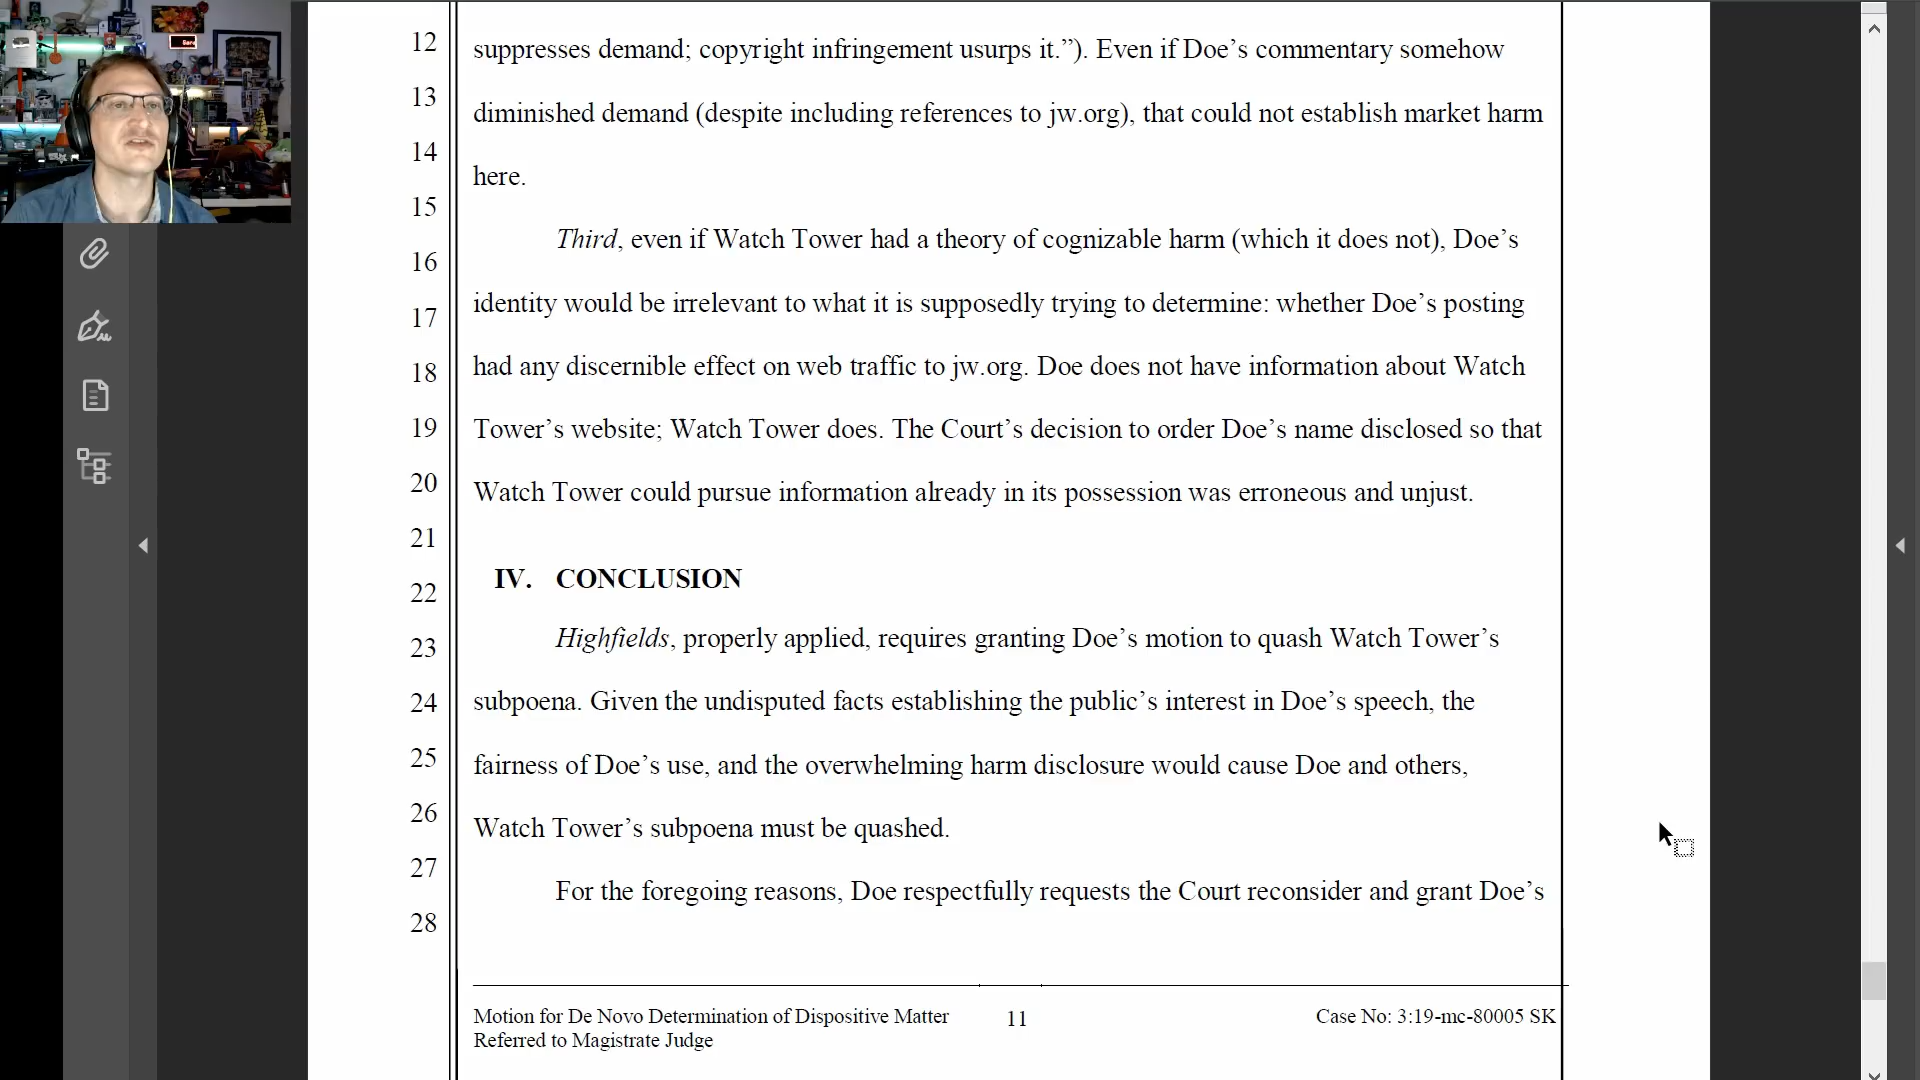 12
suppresses demand; copyright infringement usurps it.”). Even if Doe’s commentary somehow
13
diminished demand (despite including references to jw.org), that could not establish market harm
14
here.
15
Third, even if Watch Tower had a theory of cognizable harm (which it does not), Doe’s
16
identity would be irrelevant to what it is supposedly trying to determine: whether Doe’s posting
17
had any discernible effect on web traffic to jw.org. Doe does not have information about Watch
18
Tower’s website; Watch Tower does. The Court’s decision to order Doe’s name disclosed so that
19
Watch Tower could pursue information already in its possession was erroneous and unjust.
20
21
IV. CONCLUSION
22
Highfields, properly applied, requires granting Doe’s motion to quash Watch Tower’s
23
subpoena. Given the undisputed facts establishing the public’s interest in Doe’s speech, the
24
fairness of Doe’s use, and the overwhelming harm disclosure would cause Doe and others,
25
Watch Tower’s subpoena must be quashed.
26
27
For the foregoing reasons, Doe respectfully requests the Court reconsider and grant Doe’s
28
Motion for De Novo Determination of Dispositive Matter
Referred to Magistrate Judge
11
Case No: 3:19-mc-80005 SK